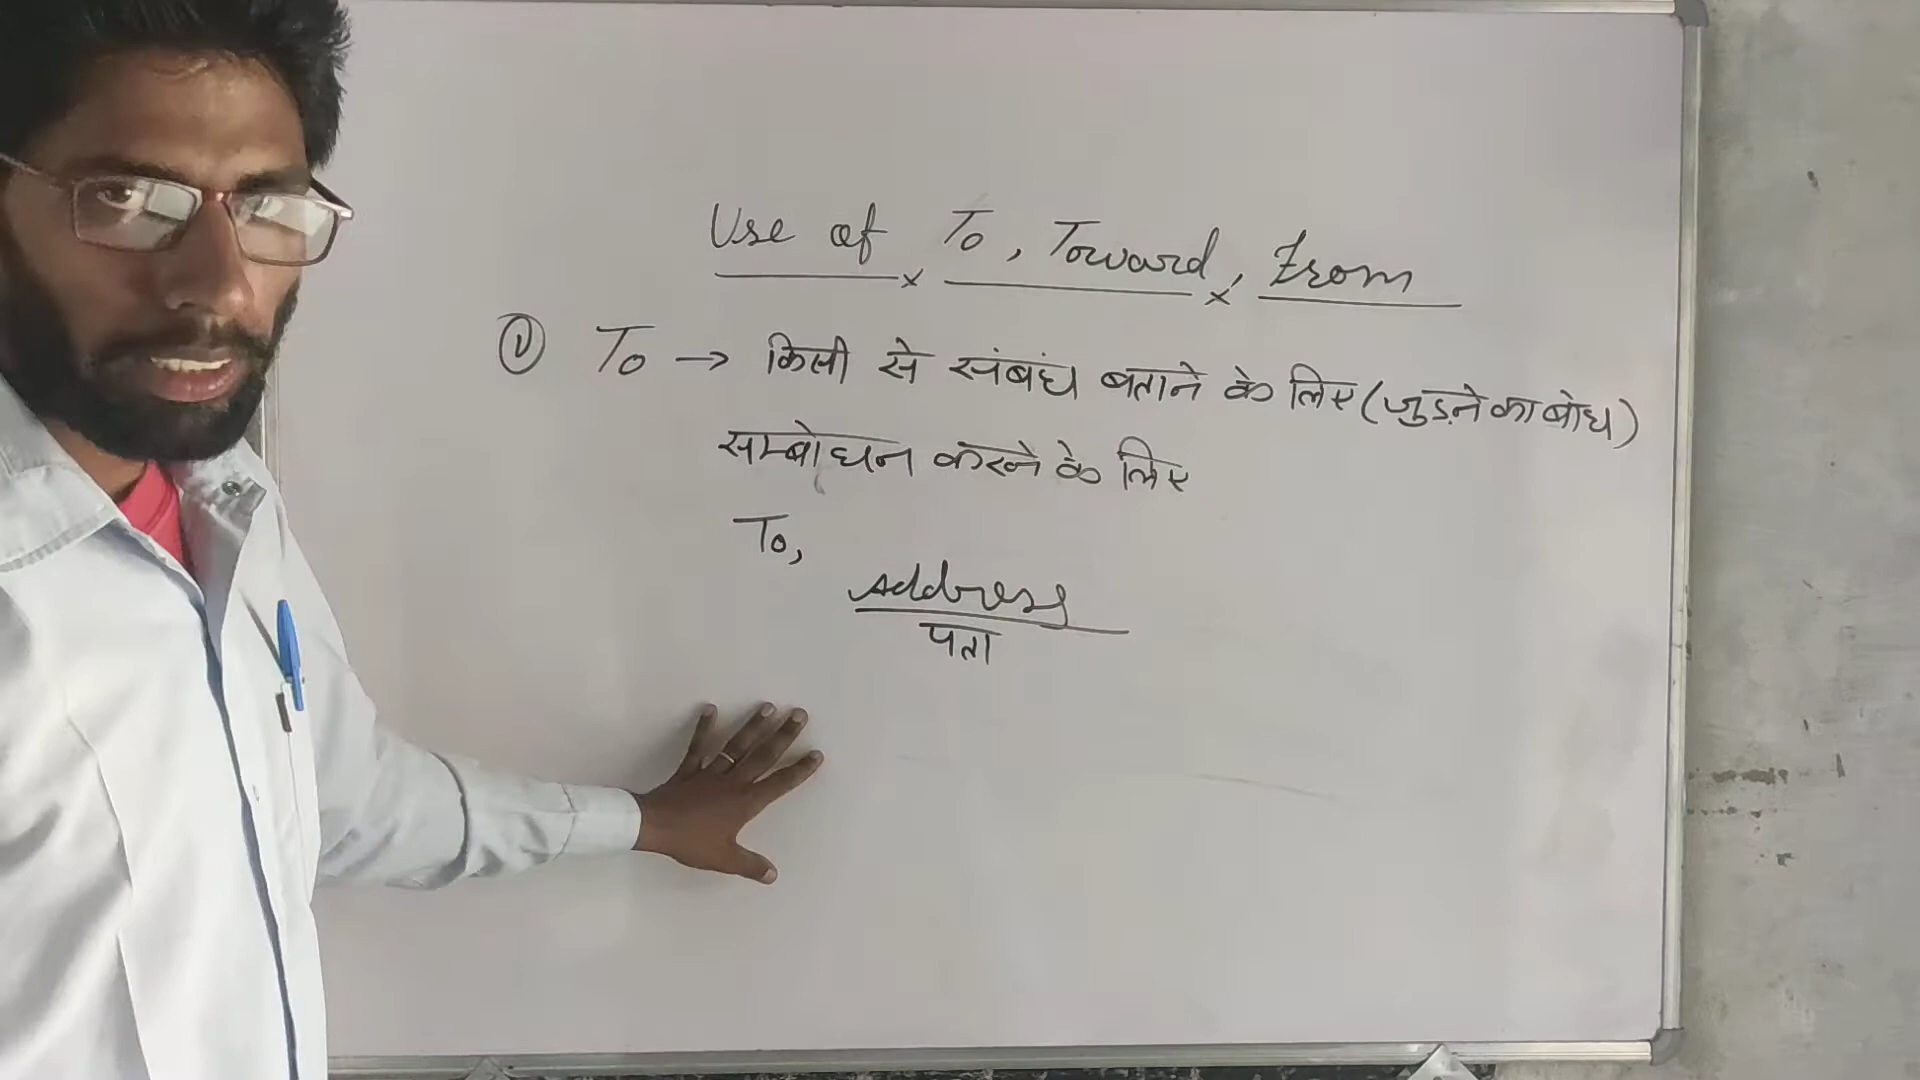 Use of To, Toward, From
① To → किसी से संबंध बताने के लिए (जुड़ने का बोध)
सम्बोधन करने के लिए
To,
Address
पता